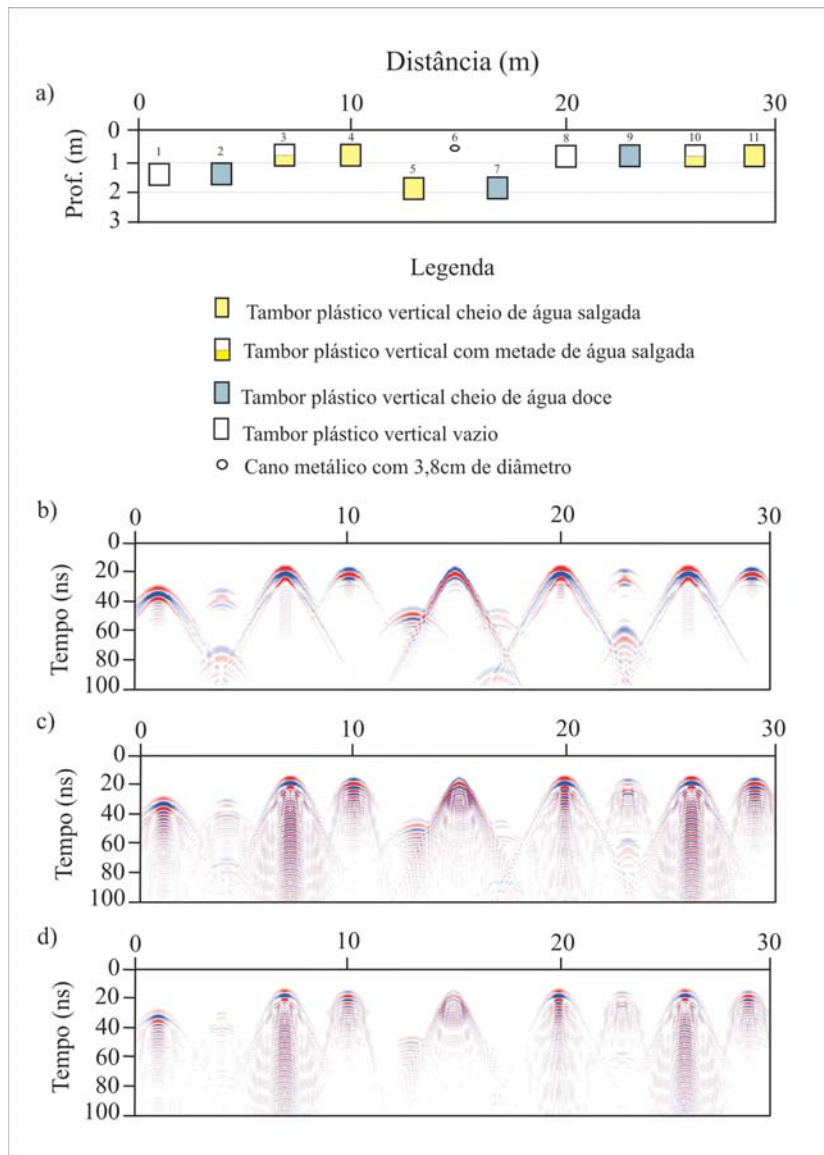 Distância (m)
a)
0 10 20 30
Prof. (m)
0
1
2
3
1 2 3 4 5 6 7 8 9 10 11
Legenda
Tambor plástico vertical cheio de água salgada
Tambor plástico vertical com metade de água salgada
Tambor plástico vertical cheio de água doce
Tambor plástico vertical vazio
Cano metálico com 3,8cm de diâmetro
b)
0 10 20 30
Tempo (ns)
0
20
40
60
80
100
c)
0 10 20 30
Tempo (ns)
0
20
40
60
80
100
d)
0 10 20 30
Tempo (ns)
0
20
40
60
80
100